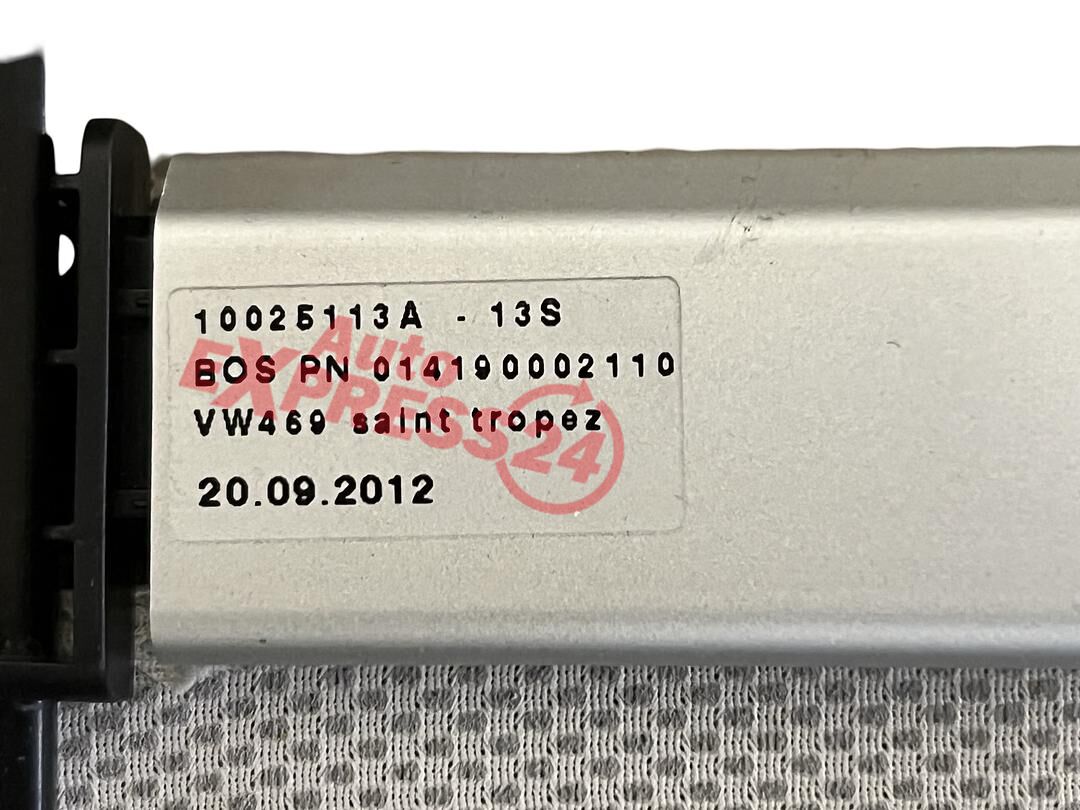 10025113A - 13S
BOS PN 014190002110
VW469 saint tropez
20.09.2012
Auto
EXPRESS24